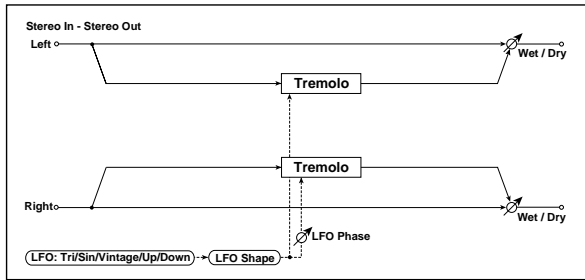 Stereo In - Stereo Out
Left
Wet / Dry
Tremolo
Tremolo
Right
Wet / Dry
LFO Phase
LFO: Tri/Sin/Vintage/Up/Down
LFO Shape